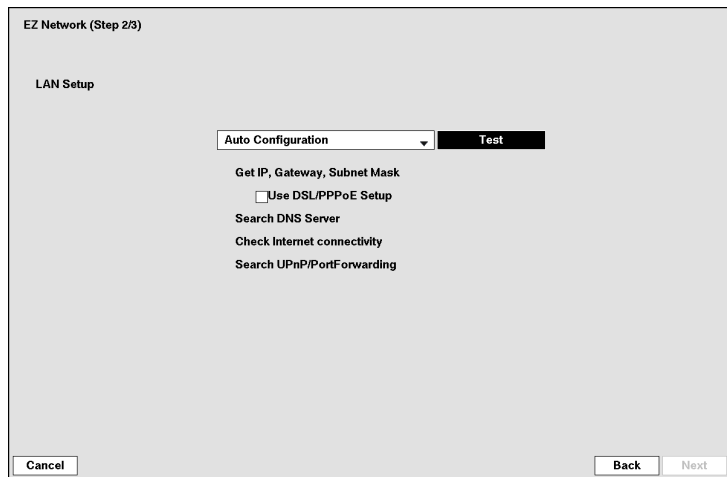 EZ Network (Step 2/3)
LAN Setup
Auto Configuration
Test
Get IP, Gateway, Subnet Mask
Use DSL/PPPoE Setup
Search DNS Server
Check Internet connectivity
Search UPnP/PortForwarding
Cancel
Back
Next